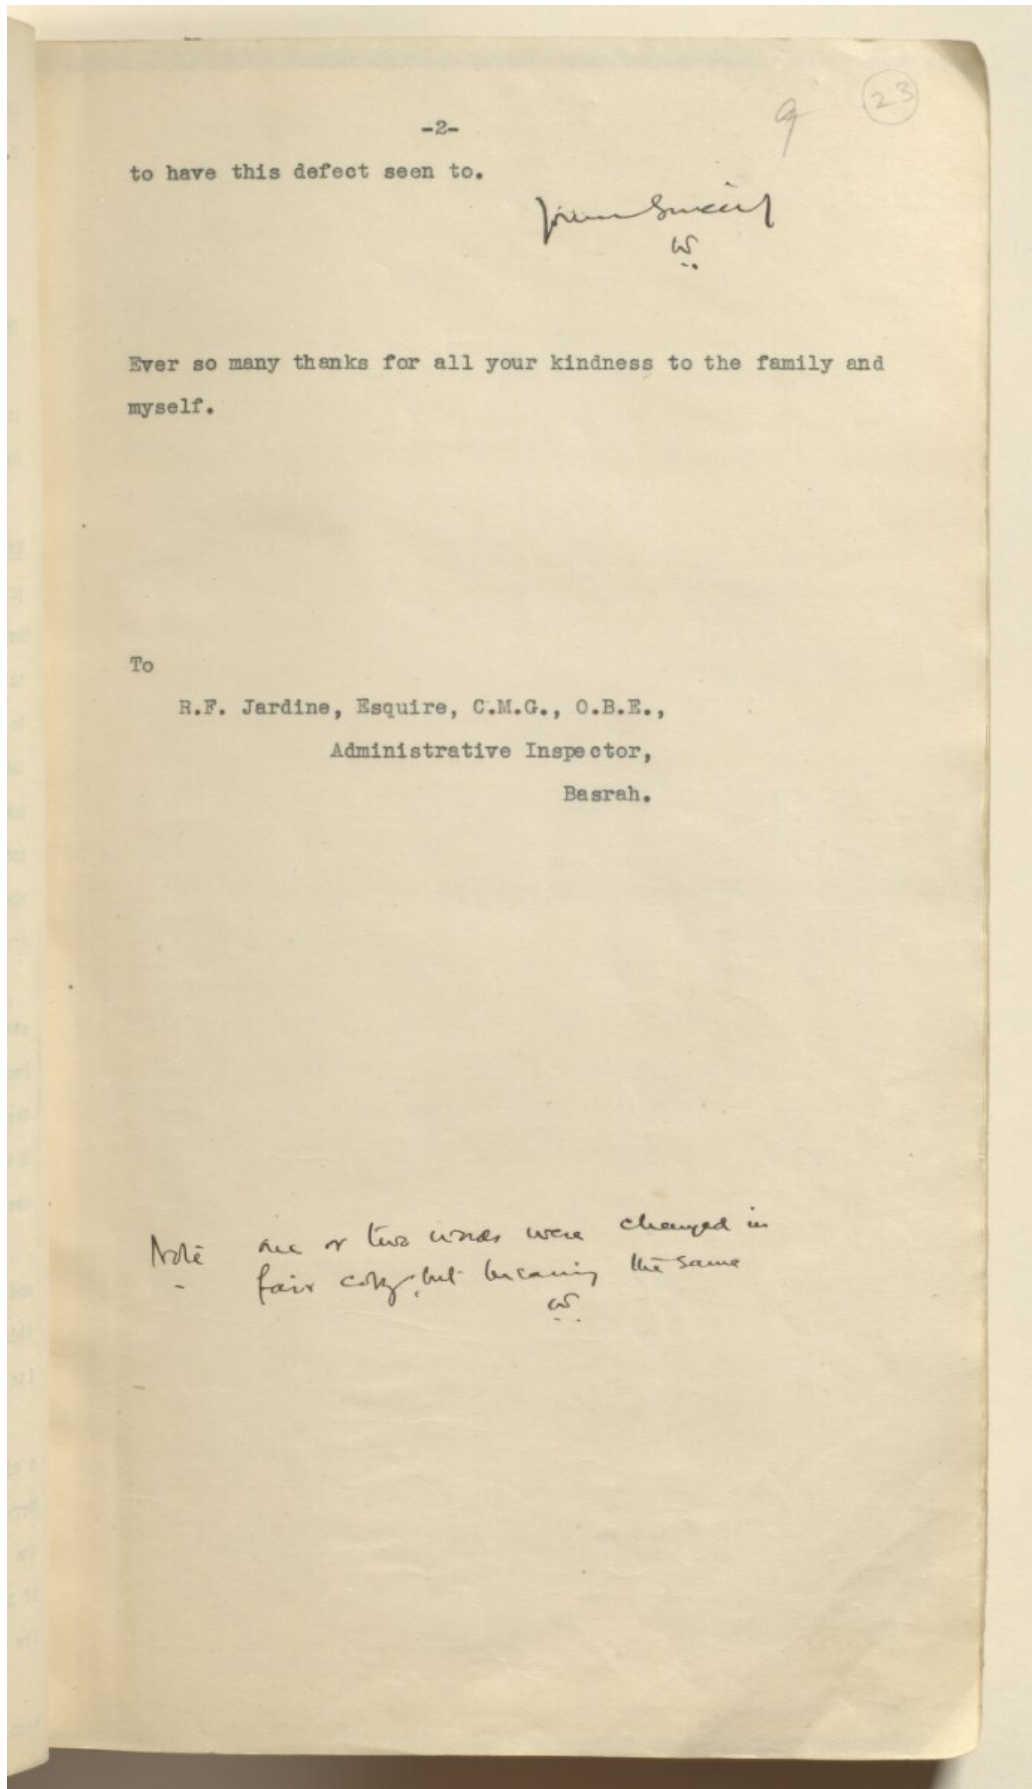 9
23
-2-
to have this defect seen to.
Yours Sincerely
W
Ever so many thanks for all your kindness to the family and
myself.
To
R.F. Jardine, Esquire, C.M.G., O.B.E.,
Administrative Inspector,
Basrah.
Note one or two words were changed in
fair copy, but meaning the same
W